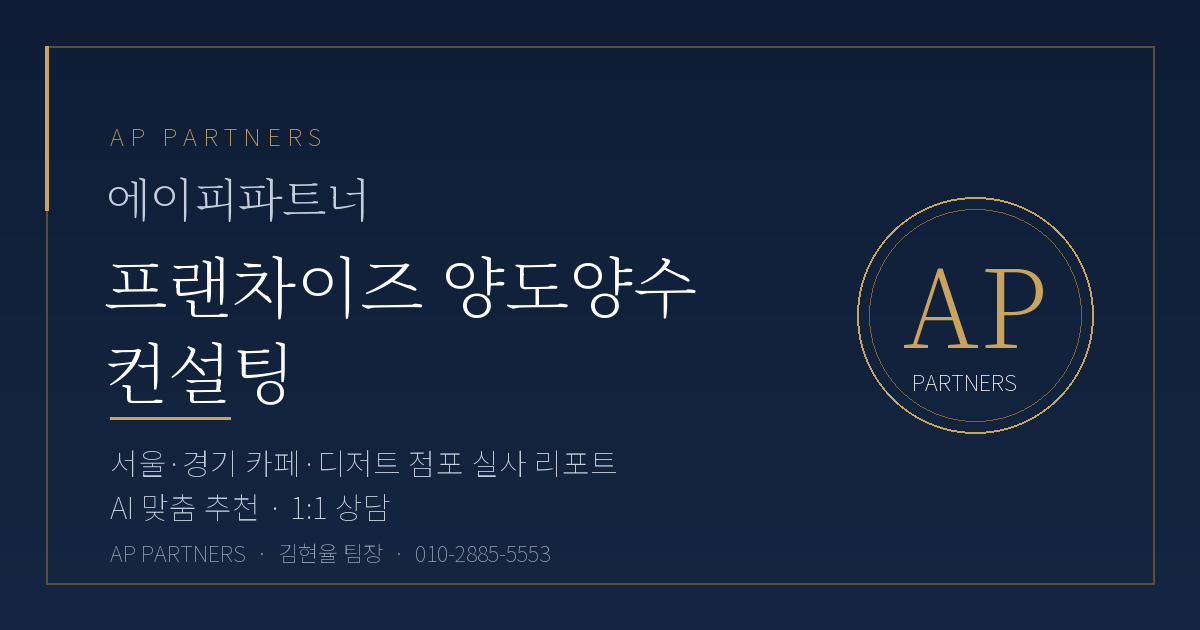 AP PARTNERS
에이피파트너
프랜차이즈 양도양수
컨설팅
서울·경기 카페·디저트 점포 실사 리포트
AI 맞춤 추천 · 1:1 상담
AP PARTNERS · 김현율 팀장 · 010-2885-5553
AP
PARTNERS